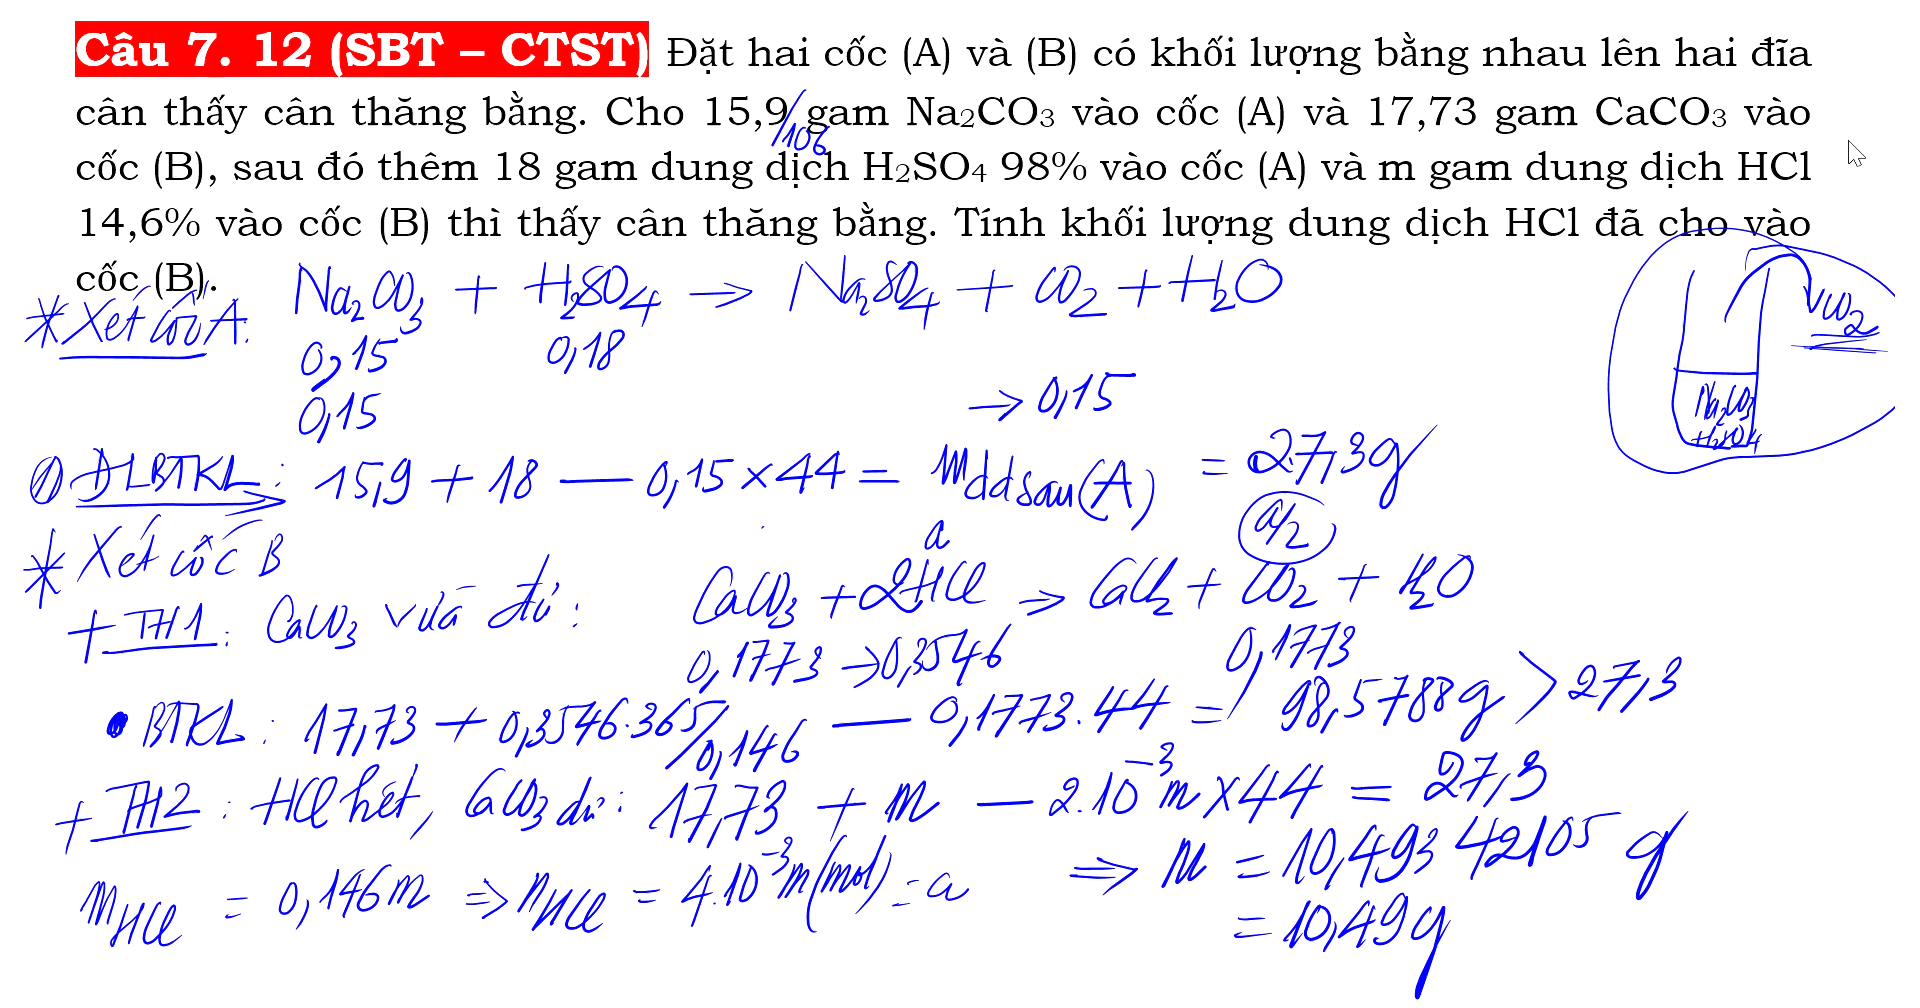 Câu 7. 12 (SBT – CTST) Đặt hai cốc (A) và (B) có khối lượng bằng nhau lên hai đĩa
cân thấy cân thăng bằng. Cho 15,9 gam Na₂CO₃ vào cốc (A) và 17,73 gam CaCO₃ vào
/106
cốc (B), sau đó thêm 18 gam dung dịch H₂SO₄ 98% vào cốc (A) và m gam dung dịch HCl
14,6% vào cốc (B) thì thấy cân thăng bằng. Tính khối lượng dung dịch HCl đã cho vào
cốc (B).
* Xét cốc A: Na₂CO₃ + H₂SO₄ → Na₂SO₄ + CO₂ + H₂O
0,15 0,18
0,15 → 0,15
CO₂
Na₂CO₃
H₂SO₄
① ĐLBTKL: 15,9 + 18 — 0,15 × 44 = mddsau(A) = 27,3g
* Xét cốc B
a a/2
+ TH1: CaCO₃ vừa đủ: CaCO₃ + 2HCl → CaCl₂ + CO₂ + H₂O
0,1773 → 0,3546 0,1773
• BTKL: 17,73 + 0,3546.36,5/0,146 — 0,1773.44 = 98,5788g > 27,3
+ TH2: HCl hết, CaCO₃ dư: 17,73 + m — 2.10⁻³m × 44 = 27,3
mHCl = 0,146m ⇒ nHCl = 4.10⁻³m(mol) = a ⇒ m = 10,49342105 g
= 10,49g